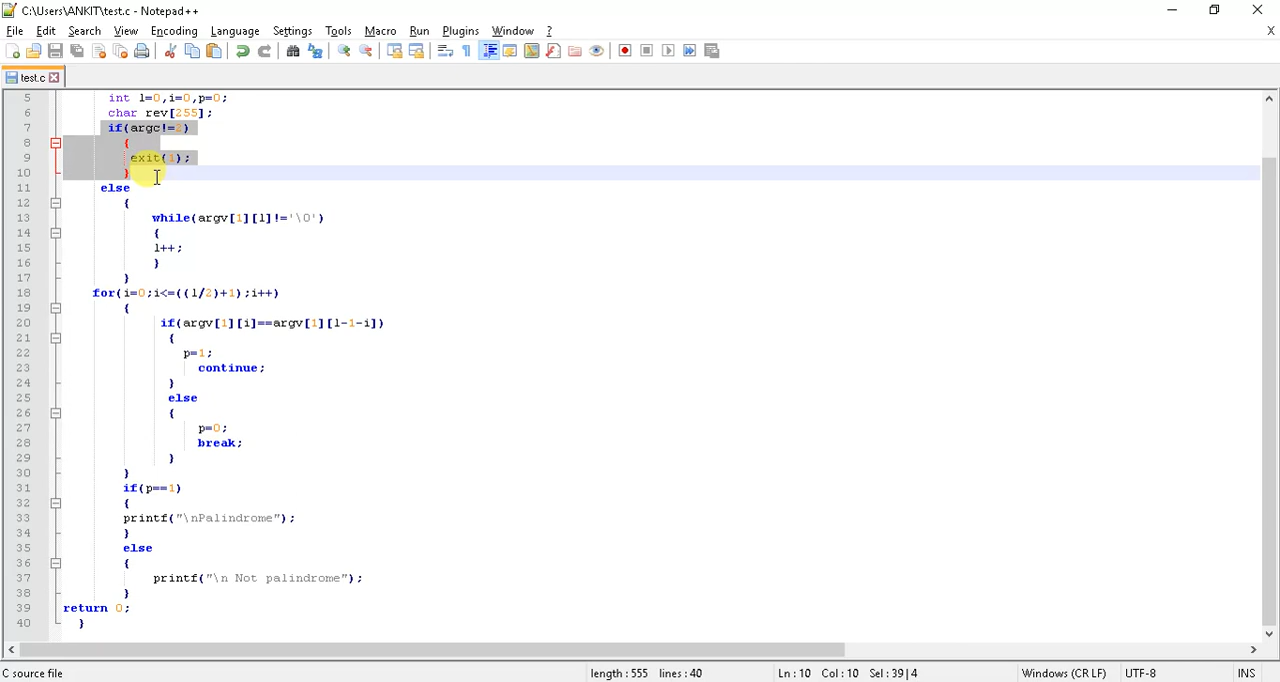 C:\Users\ANKIT\test.c - Notepad++
File Edit Search View Encoding Language Settings Tools Macro Run Plugins Window ? X
test.c
5 int l=0,i=0,p=0;
6 char rev[255];
7 if(argc!=2)
8 {
9 exit(1);
10 }
11 else
12 {
13 while(argv[1][l]!='\0')
14 {
15 l++;
16 }
17 }
18 for(i=0;i<=((l/2)+1);i++)
19 {
20 if(argv[1][i]==argv[1][l-1-i])
21 {
22 p=1;
23 continue;
24 }
25 else
26 {
27 p=0;
28 break;
29 }
30 }
31 if(p==1)
32 {
33 printf("\nPalindrome");
34 }
35 else
36 {
37 printf("\n Not palindrome");
38 }
39 return 0;
40 }
C source file length : 555 lines : 40 Ln : 10 Col : 10 Sel : 39 | 4 Windows (CR LF) UTF-8 INS